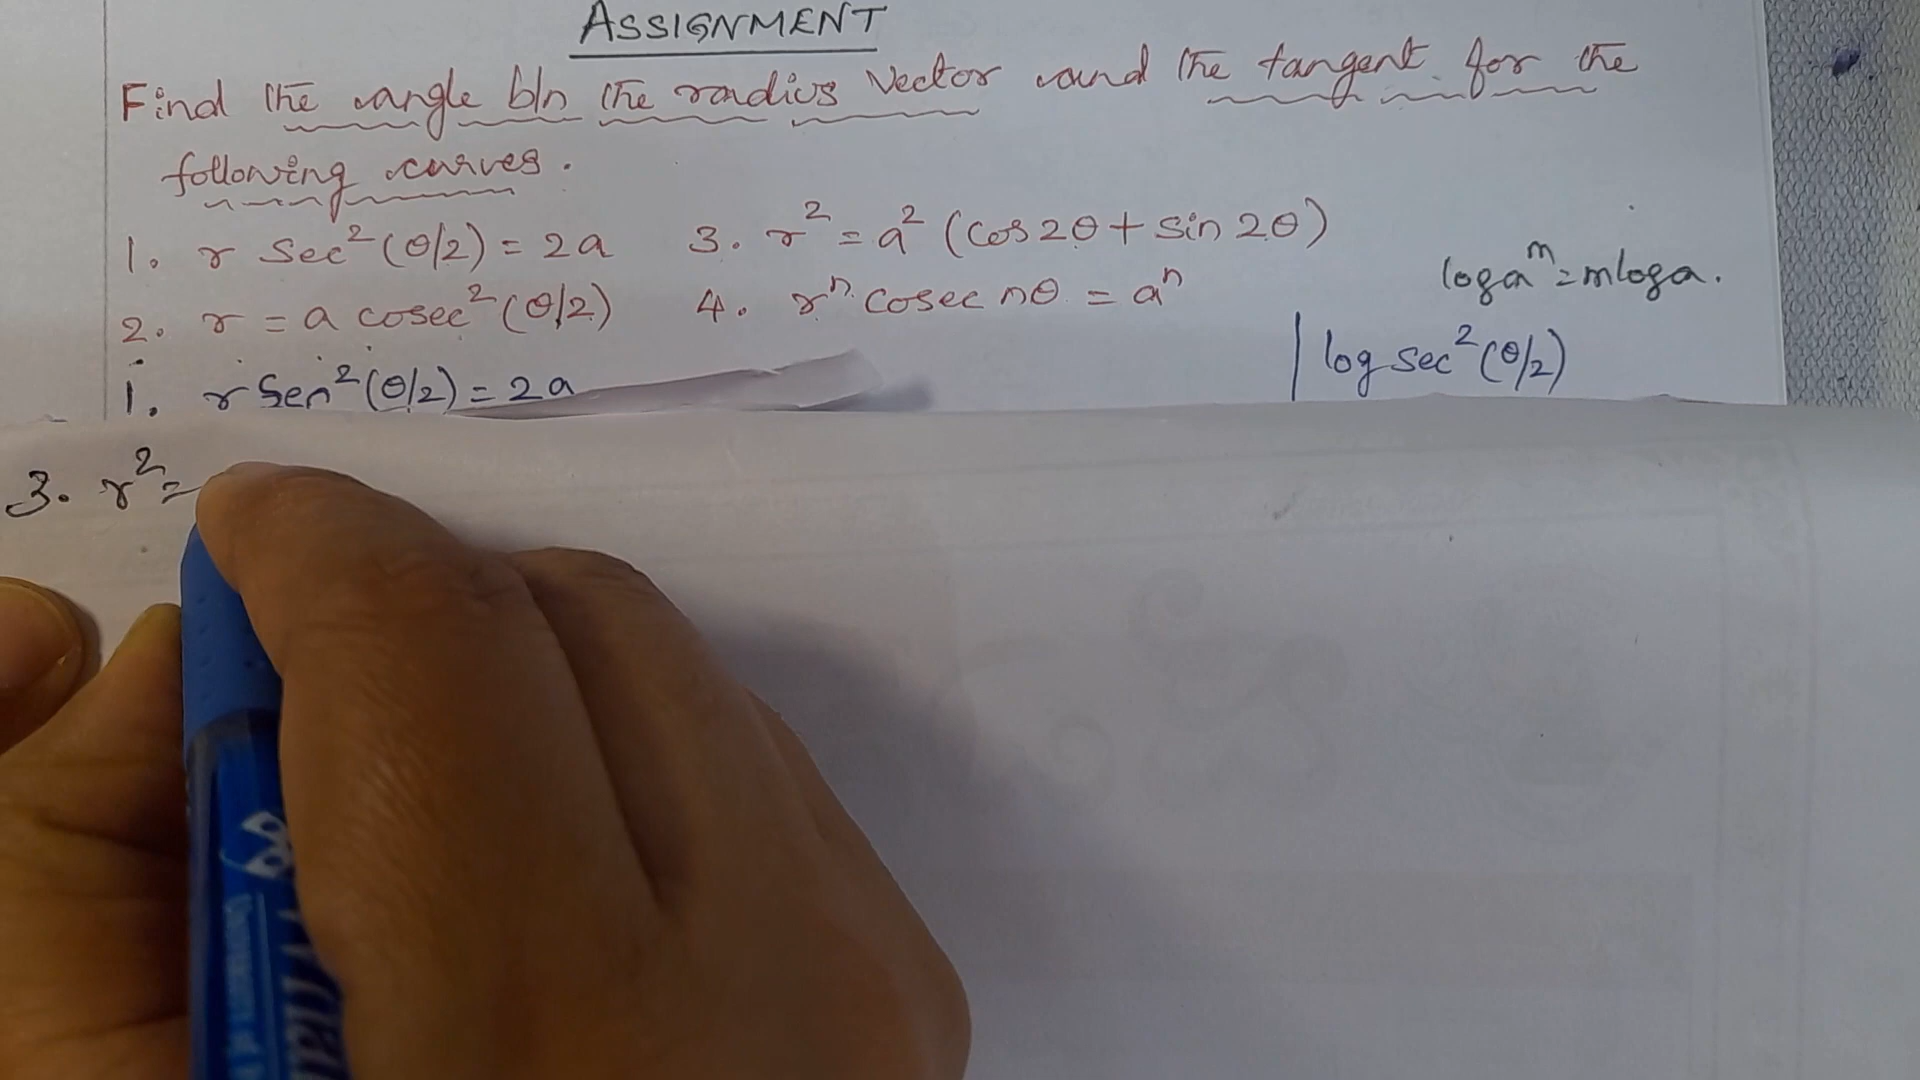 ASSIGNMENT
Find the angle b/n the radius vector and the tangent for the
following curves.
1. r Sec²(θ/2) = 2a
2. r = a cosec²(θ/2)
3. r² = a² (cos2θ + sin 2θ)
4. rⁿ cosec nθ = aⁿ
log aᵐ = m log a.
log sec²(θ/2)
1. r Sec²(θ/2) = 2a
3. r² =